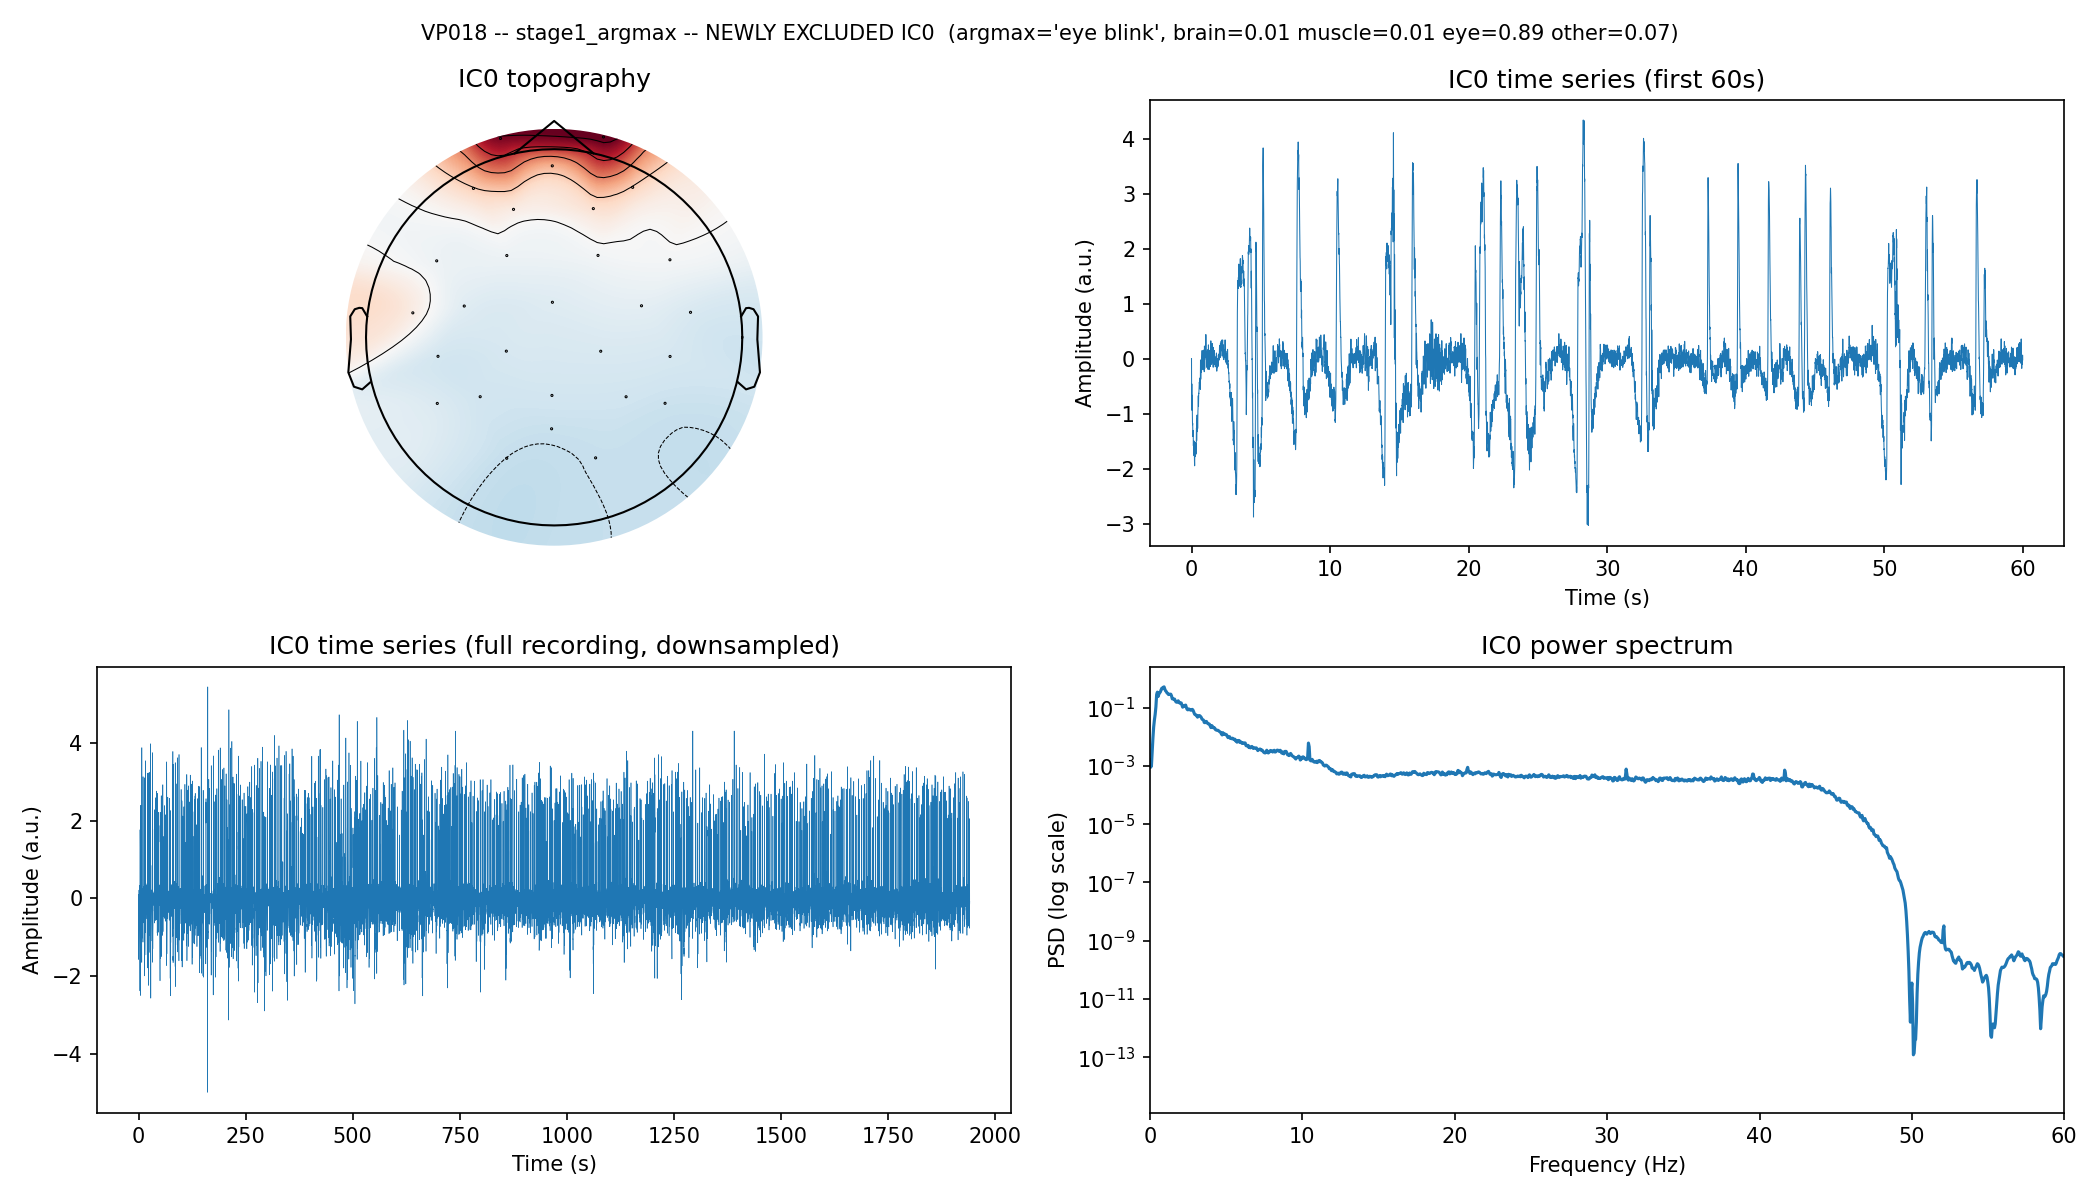 VP018 -- stage1_argmax -- NEWLY EXCLUDED IC0  (argmax='eye blink', brain=0.01 muscle=0.01 eye=0.89 other=0.07)
IC0 topography
IC0 time series (first 60s)
Amplitude (a.u.)
4
3
2
1
0
−1
−2
−3
0 10 20 30 40 50 60
Time (s)
IC0 time series (full recording, downsampled)
Amplitude (a.u.)
4
2
0
−2
−4
0 250 500 750 1000 1250 1500 1750 2000
Time (s)
IC0 power spectrum
PSD (log scale)
10⁻¹
10⁻³
10⁻⁵
10⁻⁷
10⁻⁹
10⁻¹¹
10⁻¹³
0 10 20 30 40 50 60
Frequency (Hz)